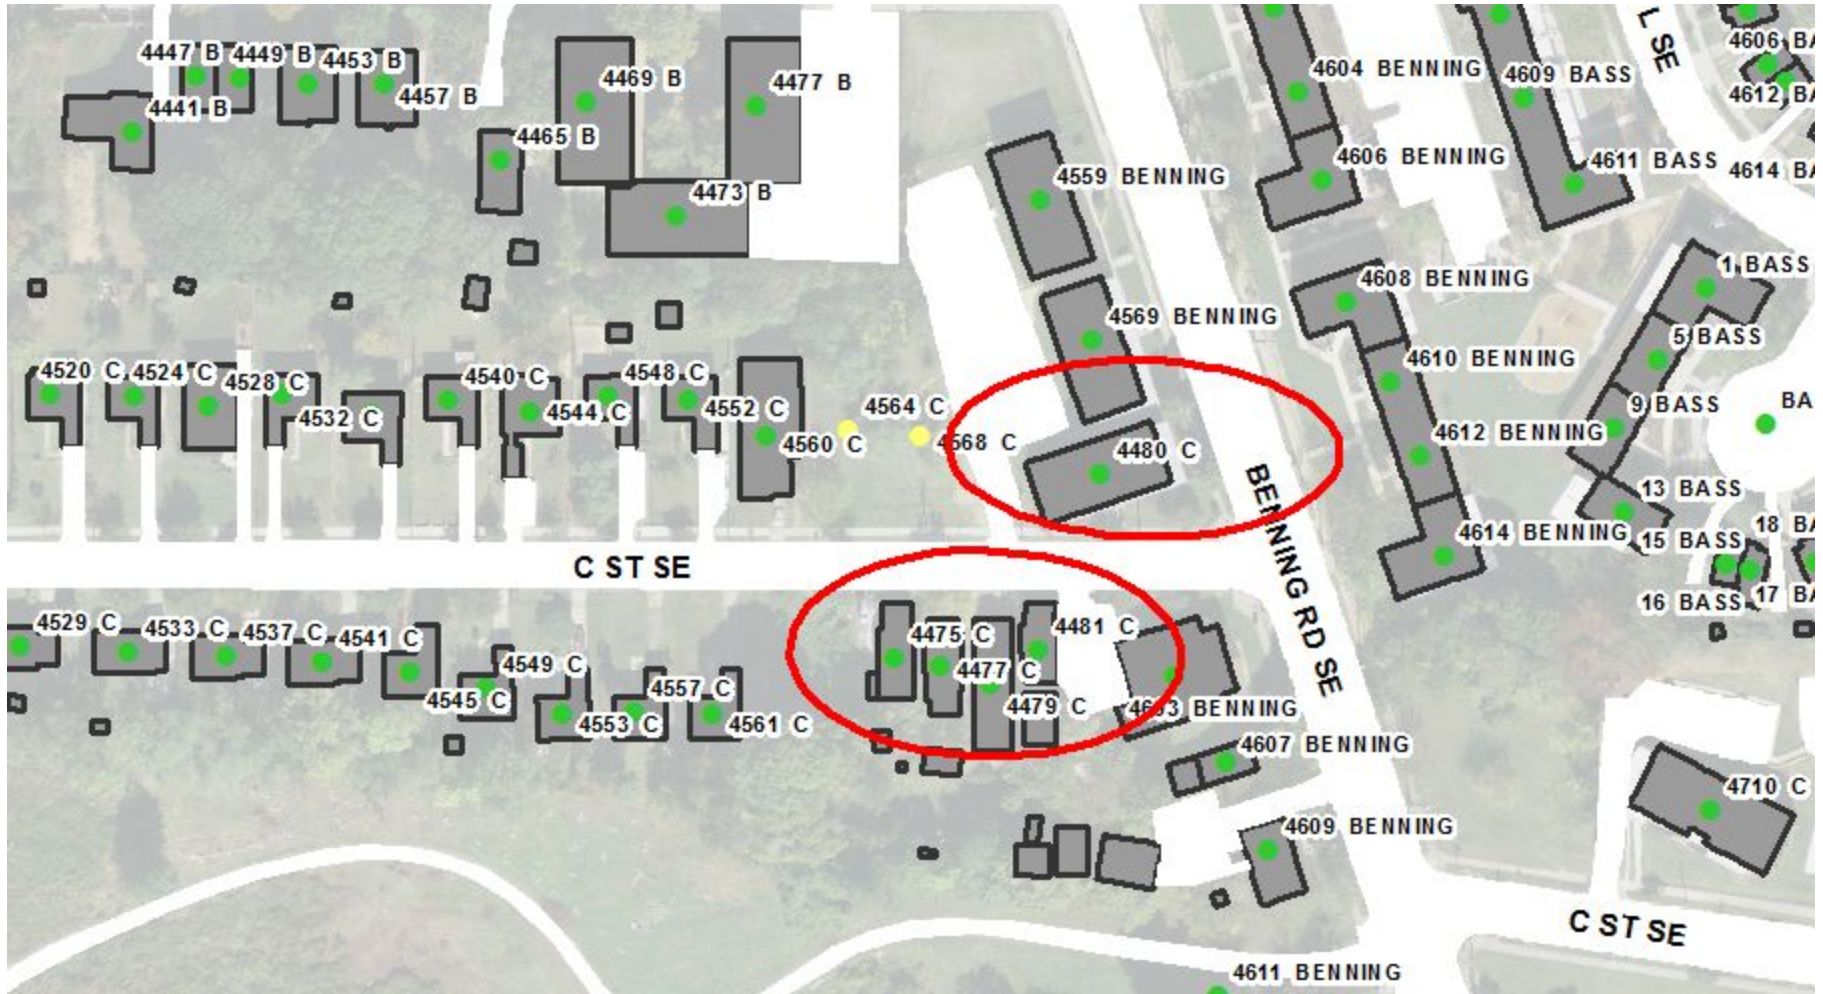 4447 B
4449 B
4453 B
4457 B
4441 B
4469 B
4477 B
4465 B
4473 B
4604 BENNING
4609 BASS
L SE
4606 BA
4612 BA
4606 BENNING
4611 BASS
4614 BA
4559 BENNING
4569 BENNING
4608 BENNING
1 BASS
5 BASS
4610 BENNING
9 BASS
BA
4612 BENNING
13 BASS
4614 BENNING
15 BASS
18 BA
16 BASS
17 BA
4520 C
4524 C
4528 C
4532 C
4540 C
4544 C
4548 C
4552 C
4560 C
4564 C
4568 C
4480 C
BENNING RD SE
C ST SE
4529 C
4533 C
4537 C
4541 C
4545 C
4549 C
4553 C
4557 C
4561 C
4475 C
4477 C
4479 C
4481 C
4603 BENNING
4607 BENNING
4609 BENNING
4710 C
C ST SE
4611 BENNING